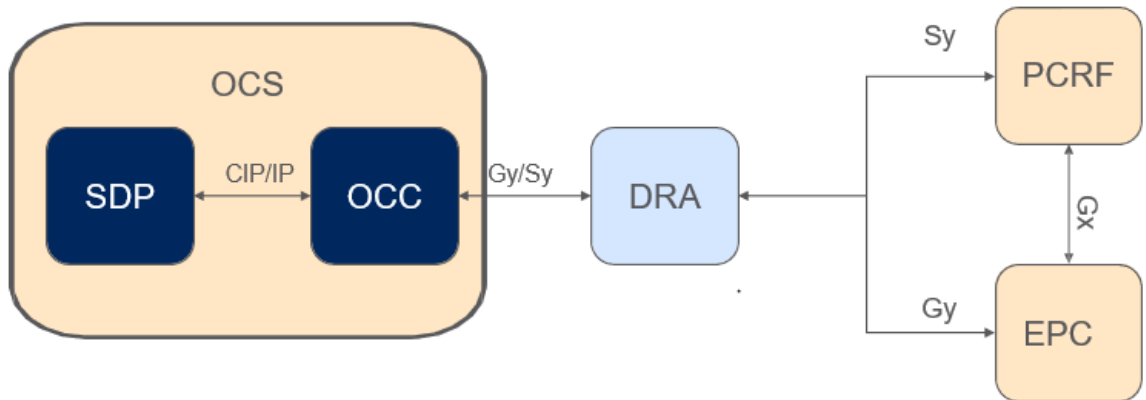 OCS
SDP
CIP/IP
OCC
Gy/Sy
DRA
Sy
PCRF
Gx
Gy
EPC